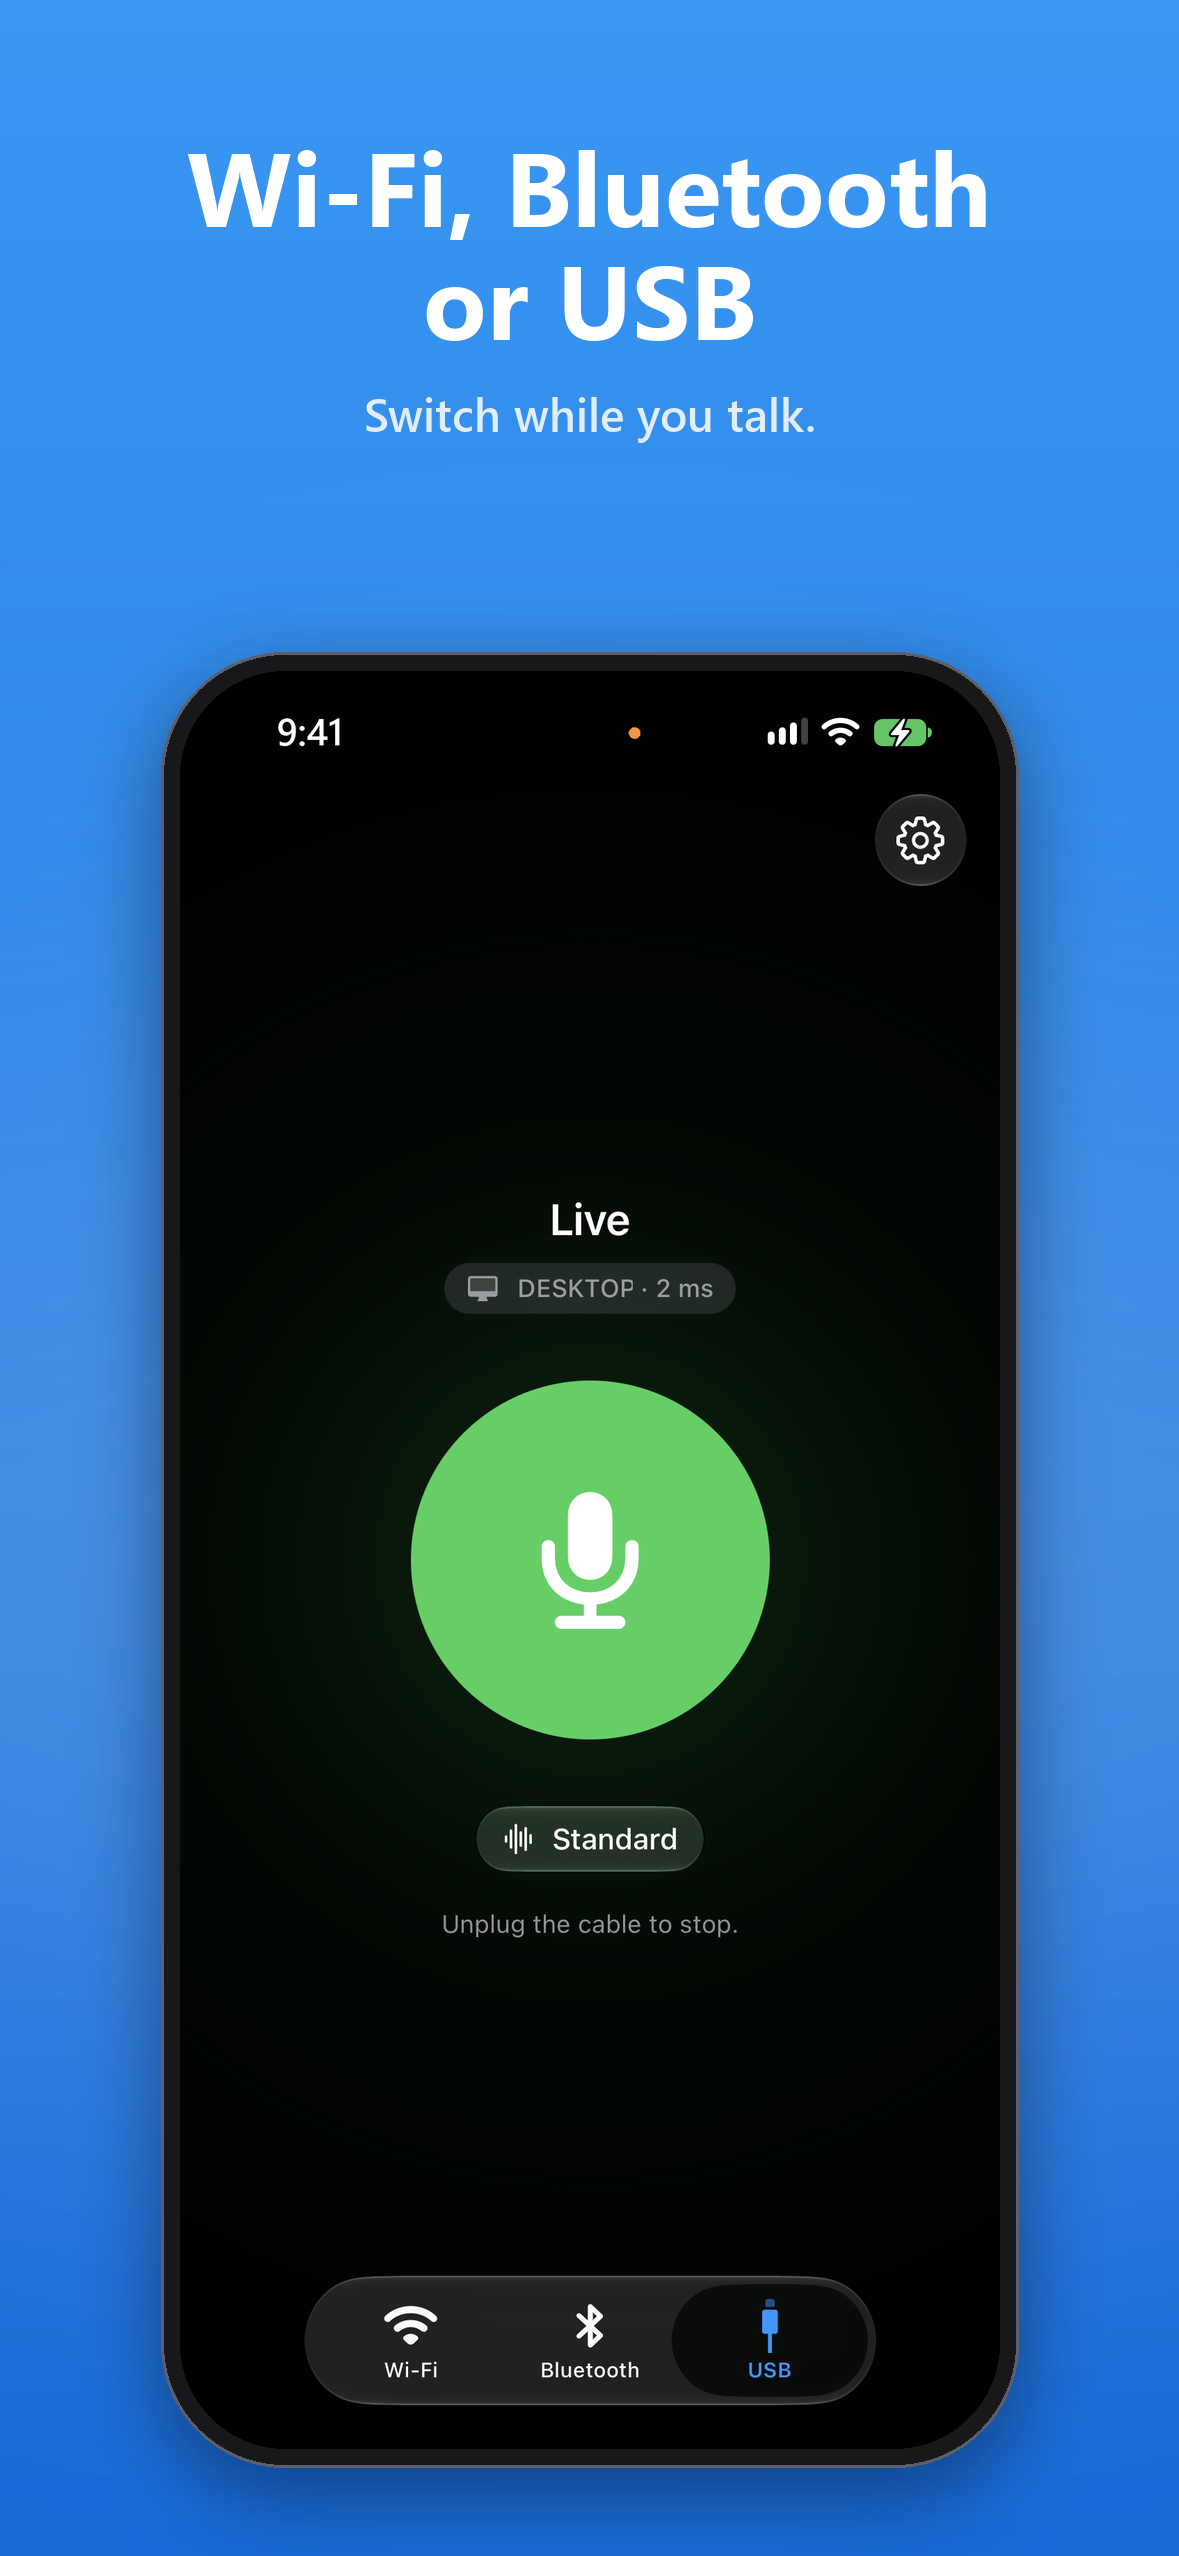 Wi-Fi, Bluetooth
or USB
Switch while you talk.
9:41
Live
DESKTOP · 2 ms
Standard
Unplug the cable to stop.
Wi-Fi
Bluetooth
USB